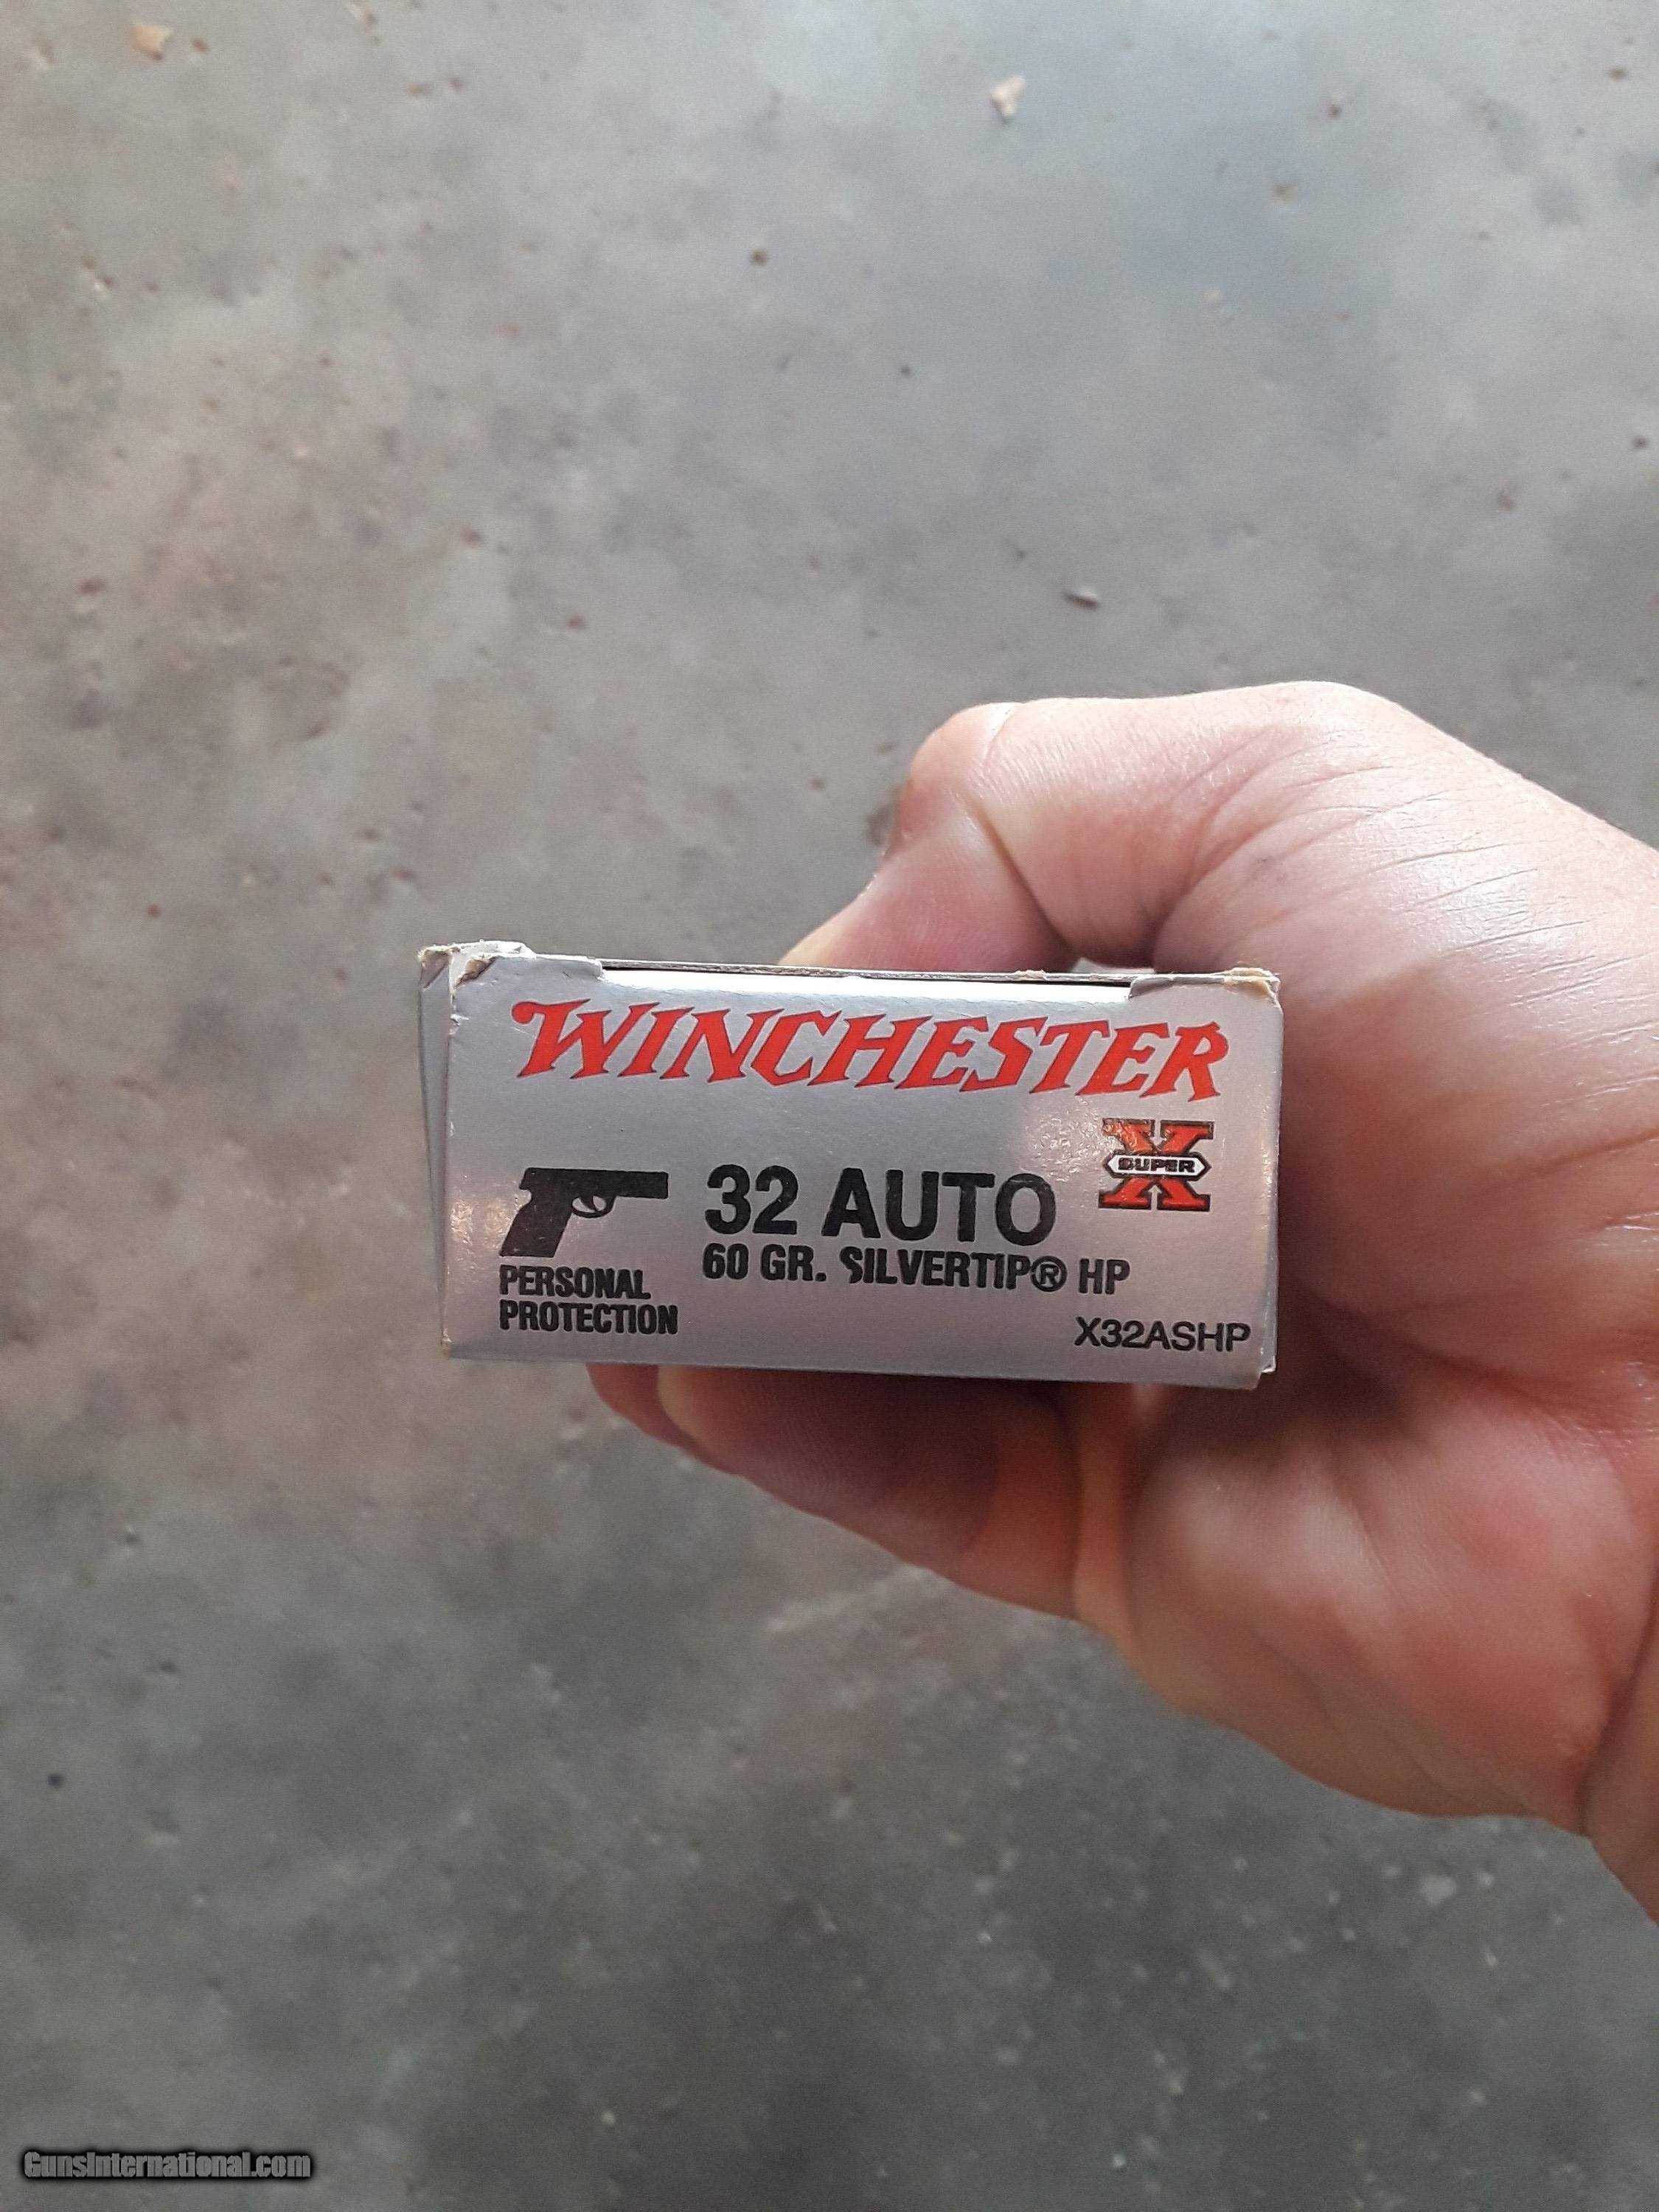 WINCHESTER
SUPER X
32 AUTO
60 GR. SILVERTIP® HP
PERSONAL
PROTECTION
X32ASHP
GunsInternational.com